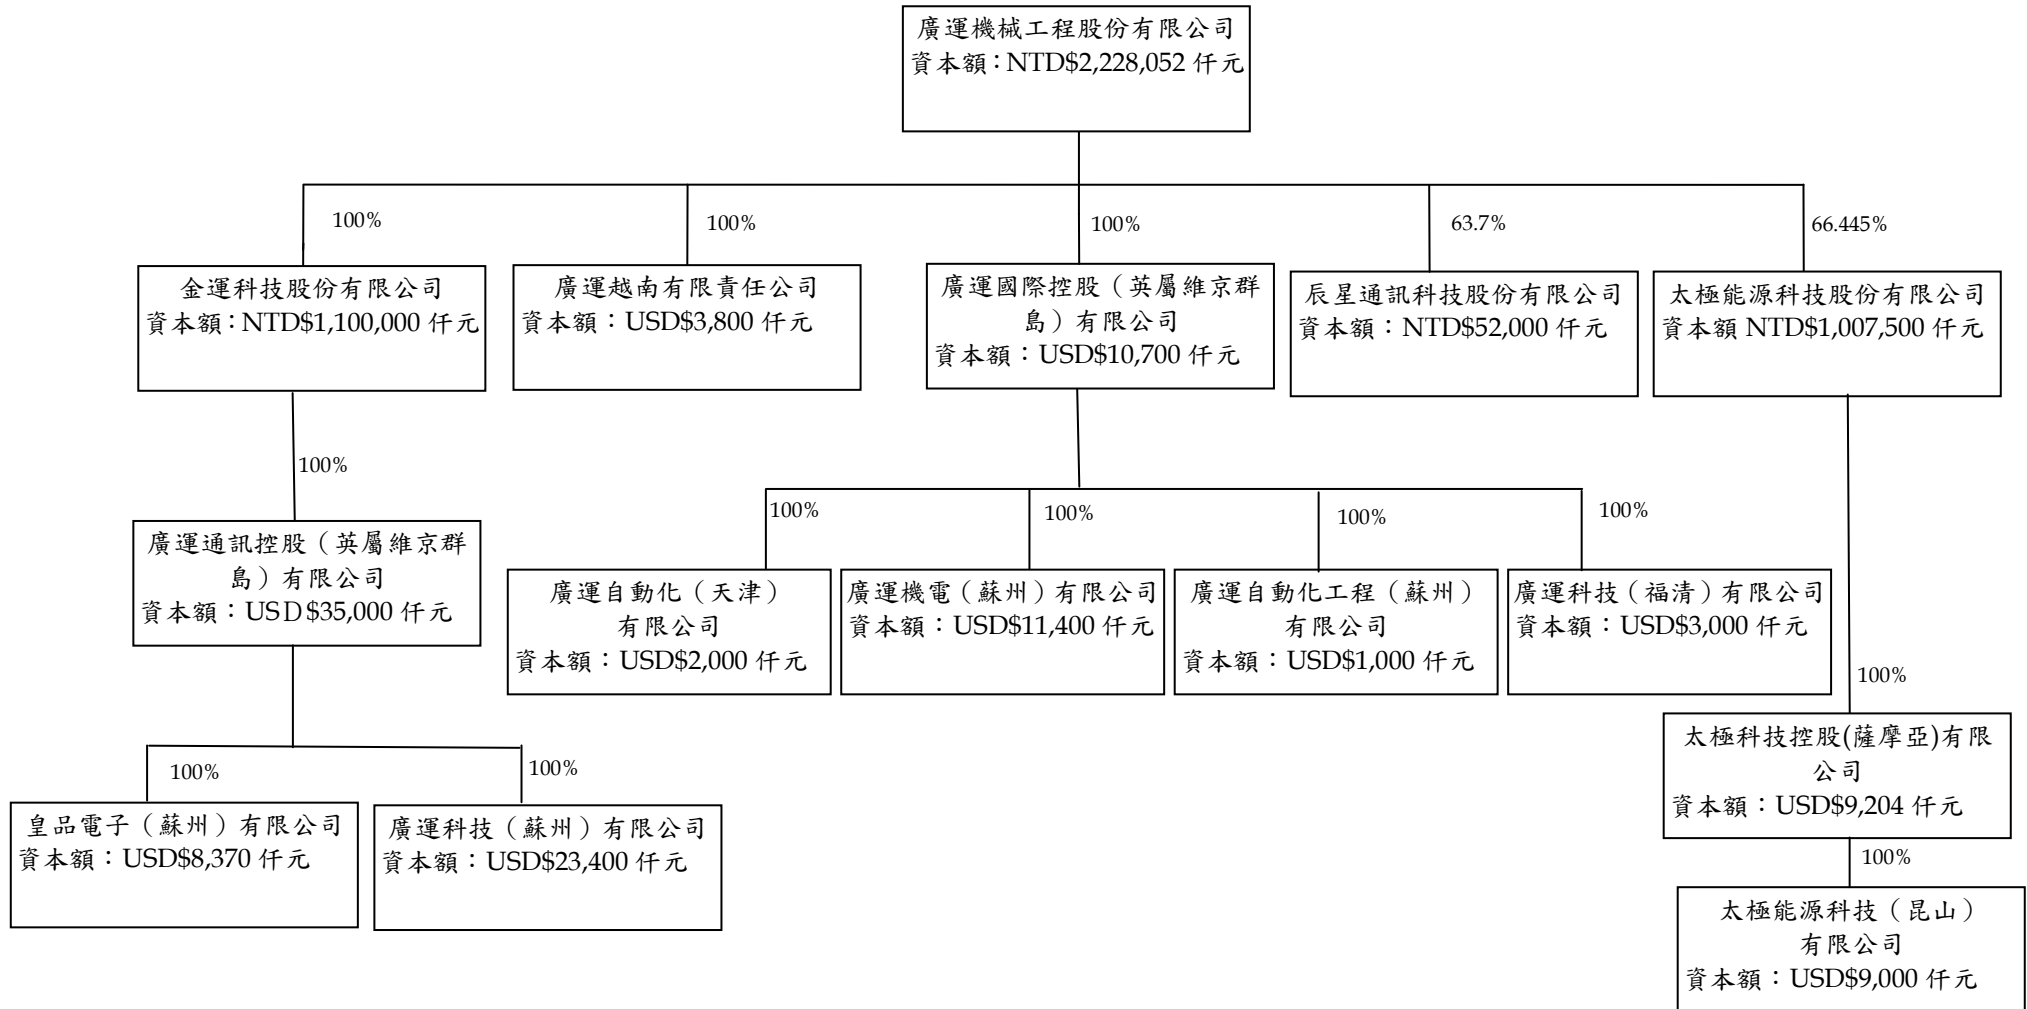 廣運機械工程股份有限公司
資本額：NTD$2,228,052 仟元
100%
100%
100%
63.7%
66.445%
金運科技股份有限公司
資本額：NTD$1,100,000 仟元
廣運越南有限責任公司
資本額：USD$3,800 仟元
廣運國際控股（英屬維京群
島）有限公司
資本額：USD$10,700 仟元
辰星通訊科技股份有限公司
資本額：NTD$52,000 仟元
太極能源科技股份有限公司
資本額 NTD$1,007,500 仟元
100%
100%
100%
100%
100%
廣運通訊控股（英屬維京群
島）有限公司
資本額：USD$35,000 仟元
廣運自動化（天津）
有限公司
資本額：USD$2,000 仟元
廣運機電（蘇州）有限公司
資本額：USD$11,400 仟元
廣運自動化工程（蘇州）
有限公司
資本額：USD$1,000 仟元
廣運科技（福清）有限公司
資本額：USD$3,000 仟元
100%
太極科技控股(薩摩亞)有限
公司
資本額：USD$9,204 仟元
100%
100%
皇品電子（蘇州）有限公司
資本額：USD$8,370 仟元
廣運科技（蘇州）有限公司
資本額：USD$23,400 仟元
100%
太極能源科技（昆山）
有限公司
資本額：USD$9,000 仟元